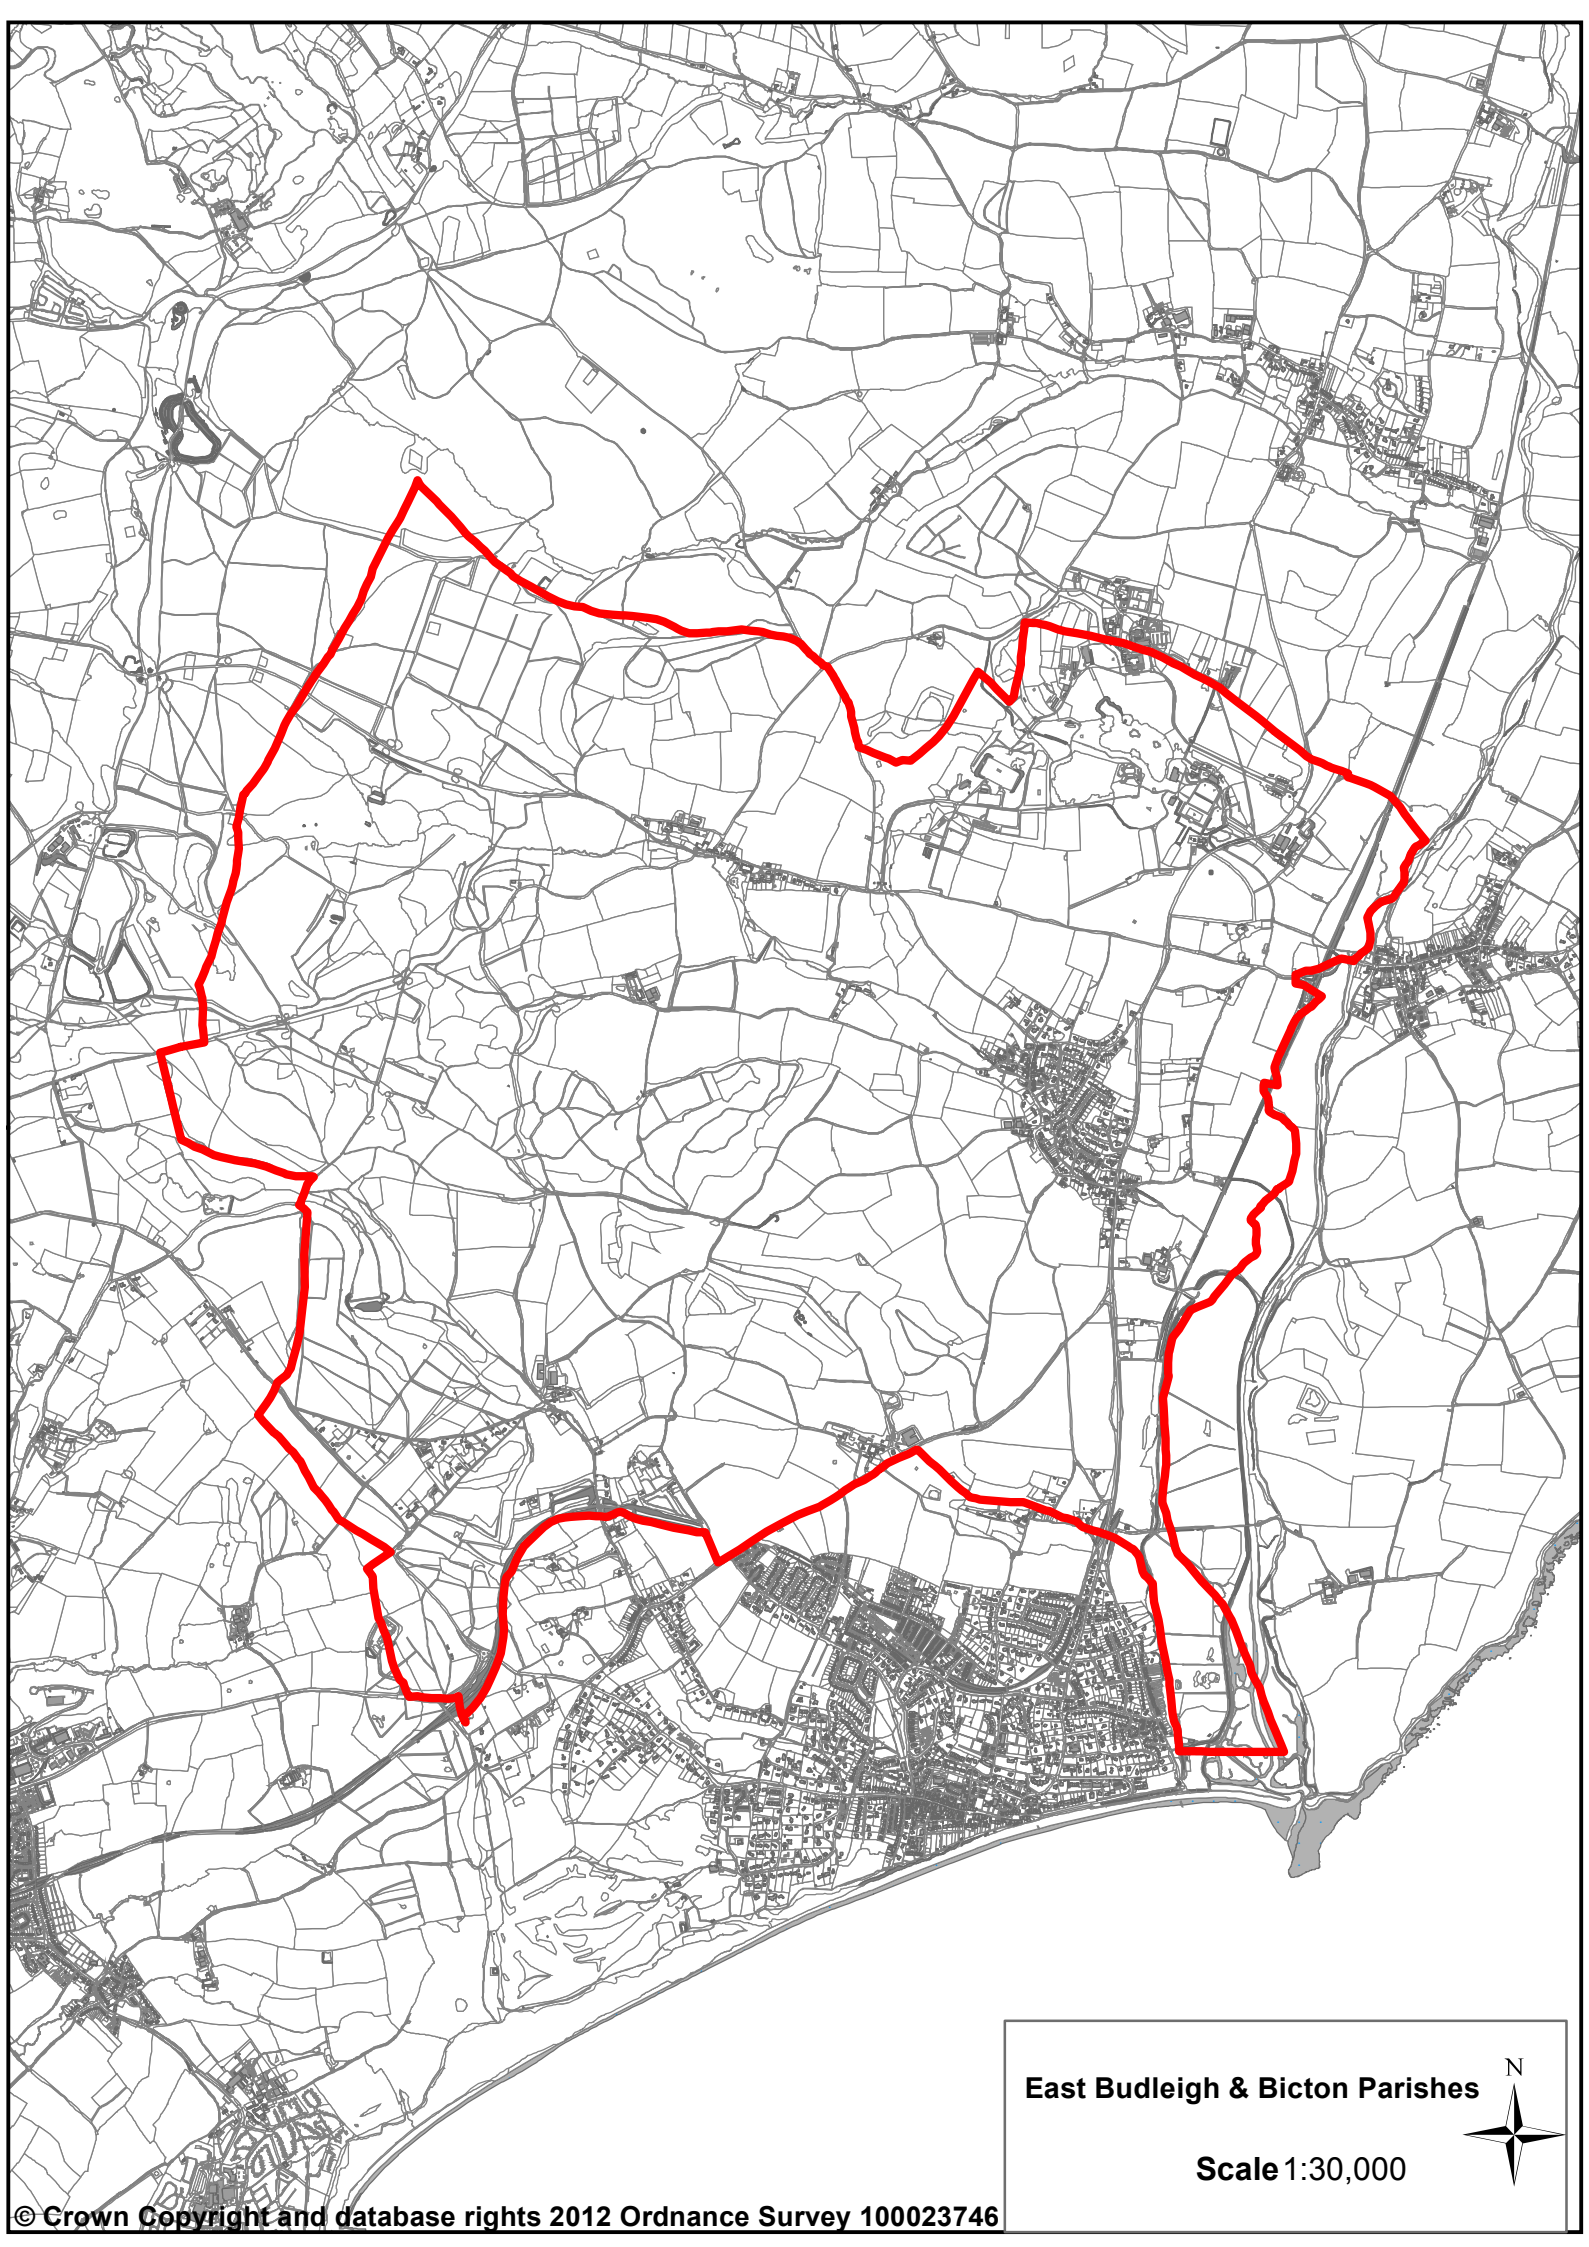 East Budleigh & Bicton Parishes
N
Scale 1:30,000
© Crown Copyright and database rights 2012 Ordnance Survey 100023746